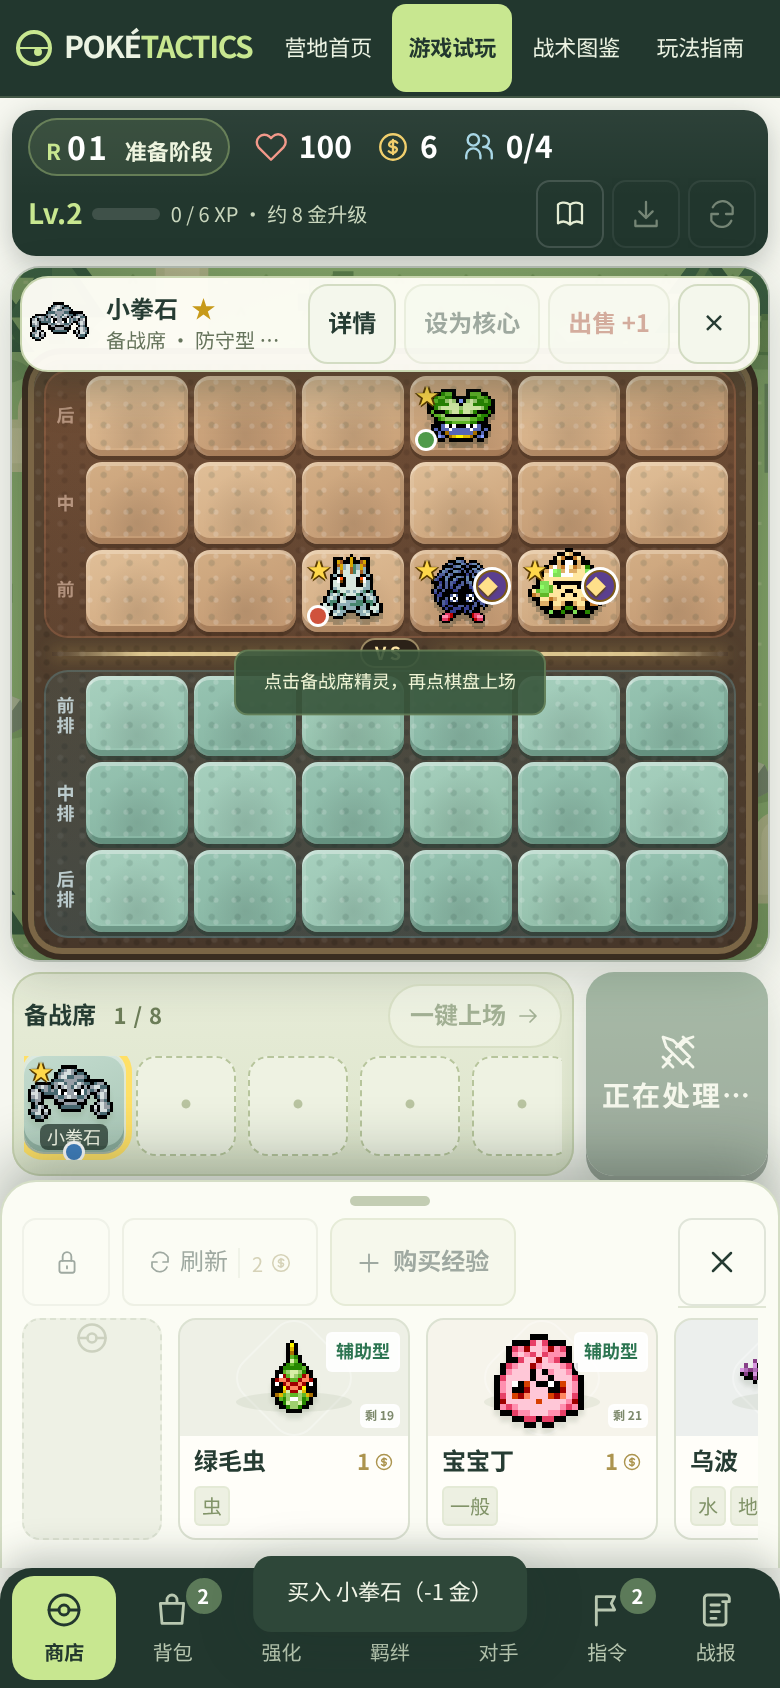 POKÉTACTICS 营地首页 游戏试玩 战术图鉴 玩法指南
R 01 准备阶段 100 6 0/4
Lv.2 0 / 6 XP · 约 8 金升级
小拳石 ★
备战席 · 防守型 ⋯
详情 设为核心 出售 +1 ×
后
中
前
VS
点击备战席精灵，再点棋盘上场
前排
中排
后排
备战席 1 / 8 一键上场 →
小拳石
正在处理⋯
刷新 2 购买经验
辅助型
剩 19
绿毛虫 1
虫
辅助型
剩 21
宝宝丁 1
一般
乌波
水 地
买入 小拳石（-1 金）
商店 背包 2 强化 羁绊 对手 指令 2 战报